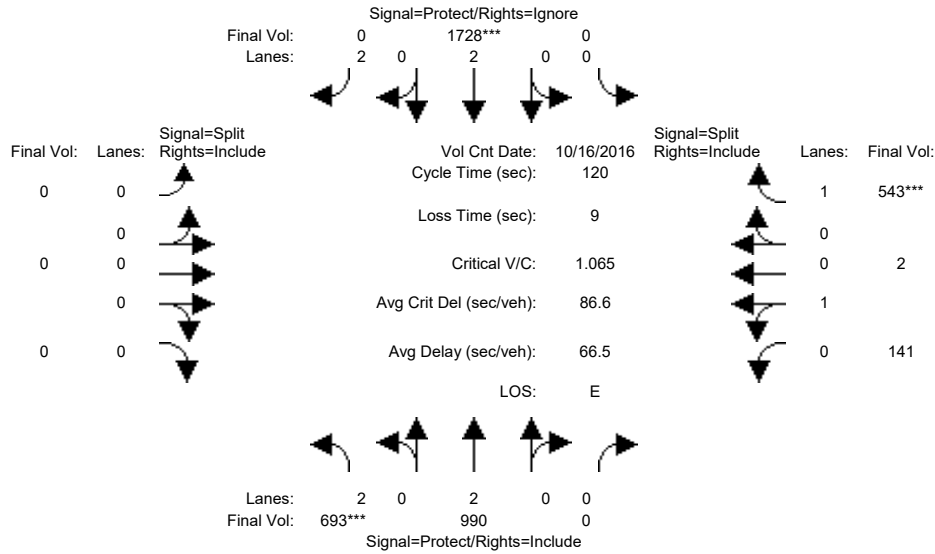 Signal=Protect/Rights=Ignore
Final Vol: 0 1728*** 0
Lanes: 2 0 2 0 0
Signal=Split
Final Vol: Lanes: Rights=Include
Vol Cnt Date: 10/16/2016
Signal=Split
Rights=Include Lanes: Final Vol:
Cycle Time (sec): 120
0 0
1 543***
Loss Time (sec): 9
0
0
0 0
Critical V/C: 1.065
0 2
0
Avg Crit Del (sec/veh): 86.6
1
0 0
Avg Delay (sec/veh): 66.5
0 141
LOS: E
Lanes: 2 0 2 0 0
Final Vol: 693*** 990 0
Signal=Protect/Rights=Include